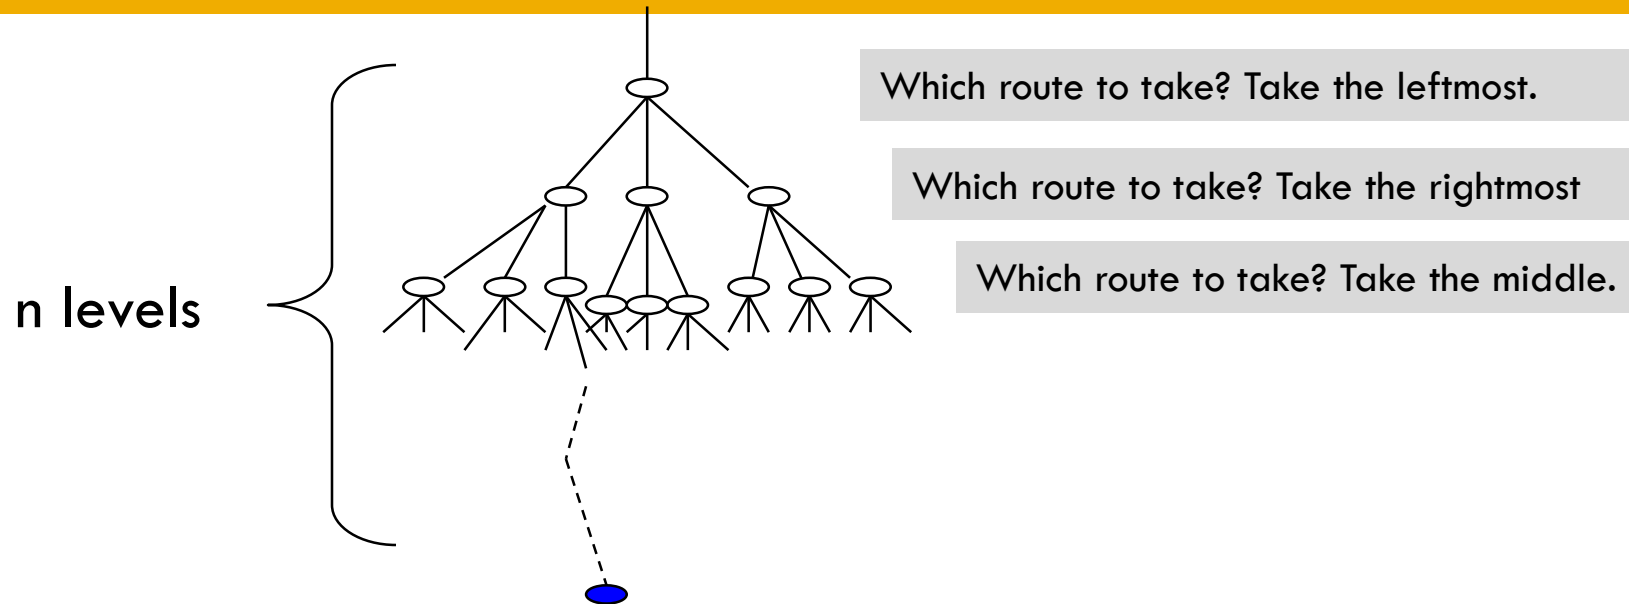 Which route to take? Take the leftmost.
Which route to take? Take the rightmost
Which route to take? Take the middle.
n levels